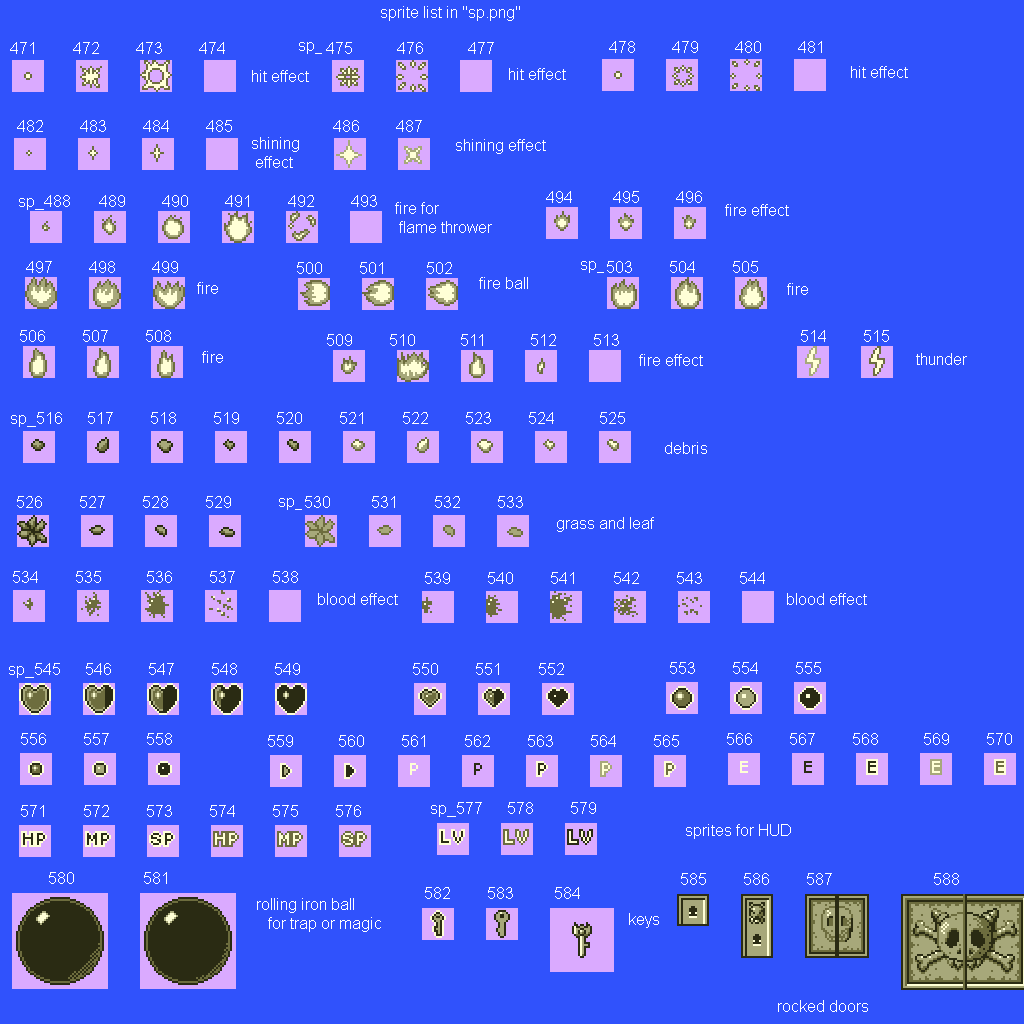 sprite list in "sp.png"
471 472 473 474 hit effect sp_475 476 477 hit effect 478 479 480 481 hit effect
482 483 484 485 shining effect 486 487 shining effect
sp_488 489 490 491 492 493 fire for flame thrower 494 495 496 fire effect
497 498 499 fire 500 501 502 fire ball sp_503 504 505 fire
506 507 508 fire 509 510 511 512 513 fire effect 514 515 thunder
sp_516 517 518 519 520 521 522 523 524 525 debris
526 527 528 529 sp_530 531 532 533 grass and leaf
534 535 536 537 538 blood effect 539 540 541 542 543 544 blood effect
sp_545 546 547 548 549 550 551 552 553 554 555
556 557 558 559 560 561 562 563 564 565 566 567 568 569 570
P P P P P E E E E E
571 572 573 574 575 576 sp_577 578 579
HP MP SP HP MP SP LV LV LV sprites for HUD
580 581 rolling iron ball for trap or magic 582 583 584 keys 585 586 587 588
rocked doors